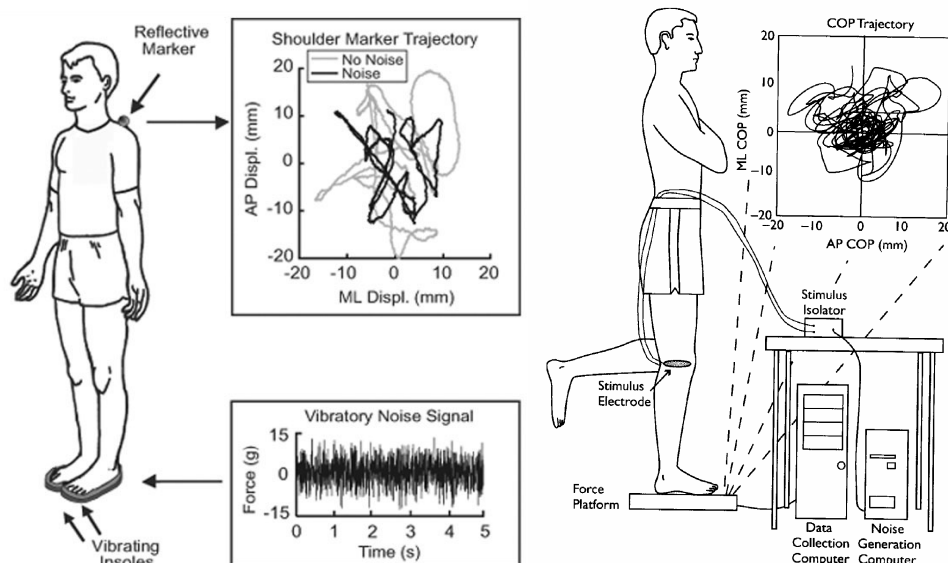 Reflective
Marker
Shoulder Marker Trajectory
No Noise
Noise
20
10
0
-10
-20
AP Displ. (mm)
-20
-10
0
10
20
ML Displ. (mm)
Vibratory Noise Signal
15
0
-15
Force (g)
0
1
2
3
4
5
Time (s)
Vibrating
Insoles
COP Trajectory
20
10
0
−10
−20
ML COP (mm)
−20
−10
0
10
20
AP COP (mm)
Stimulus
Isolator
Stimulus
Electrode
Force
Platform
Data
Collection
Computer
Noise
Generation
Computer